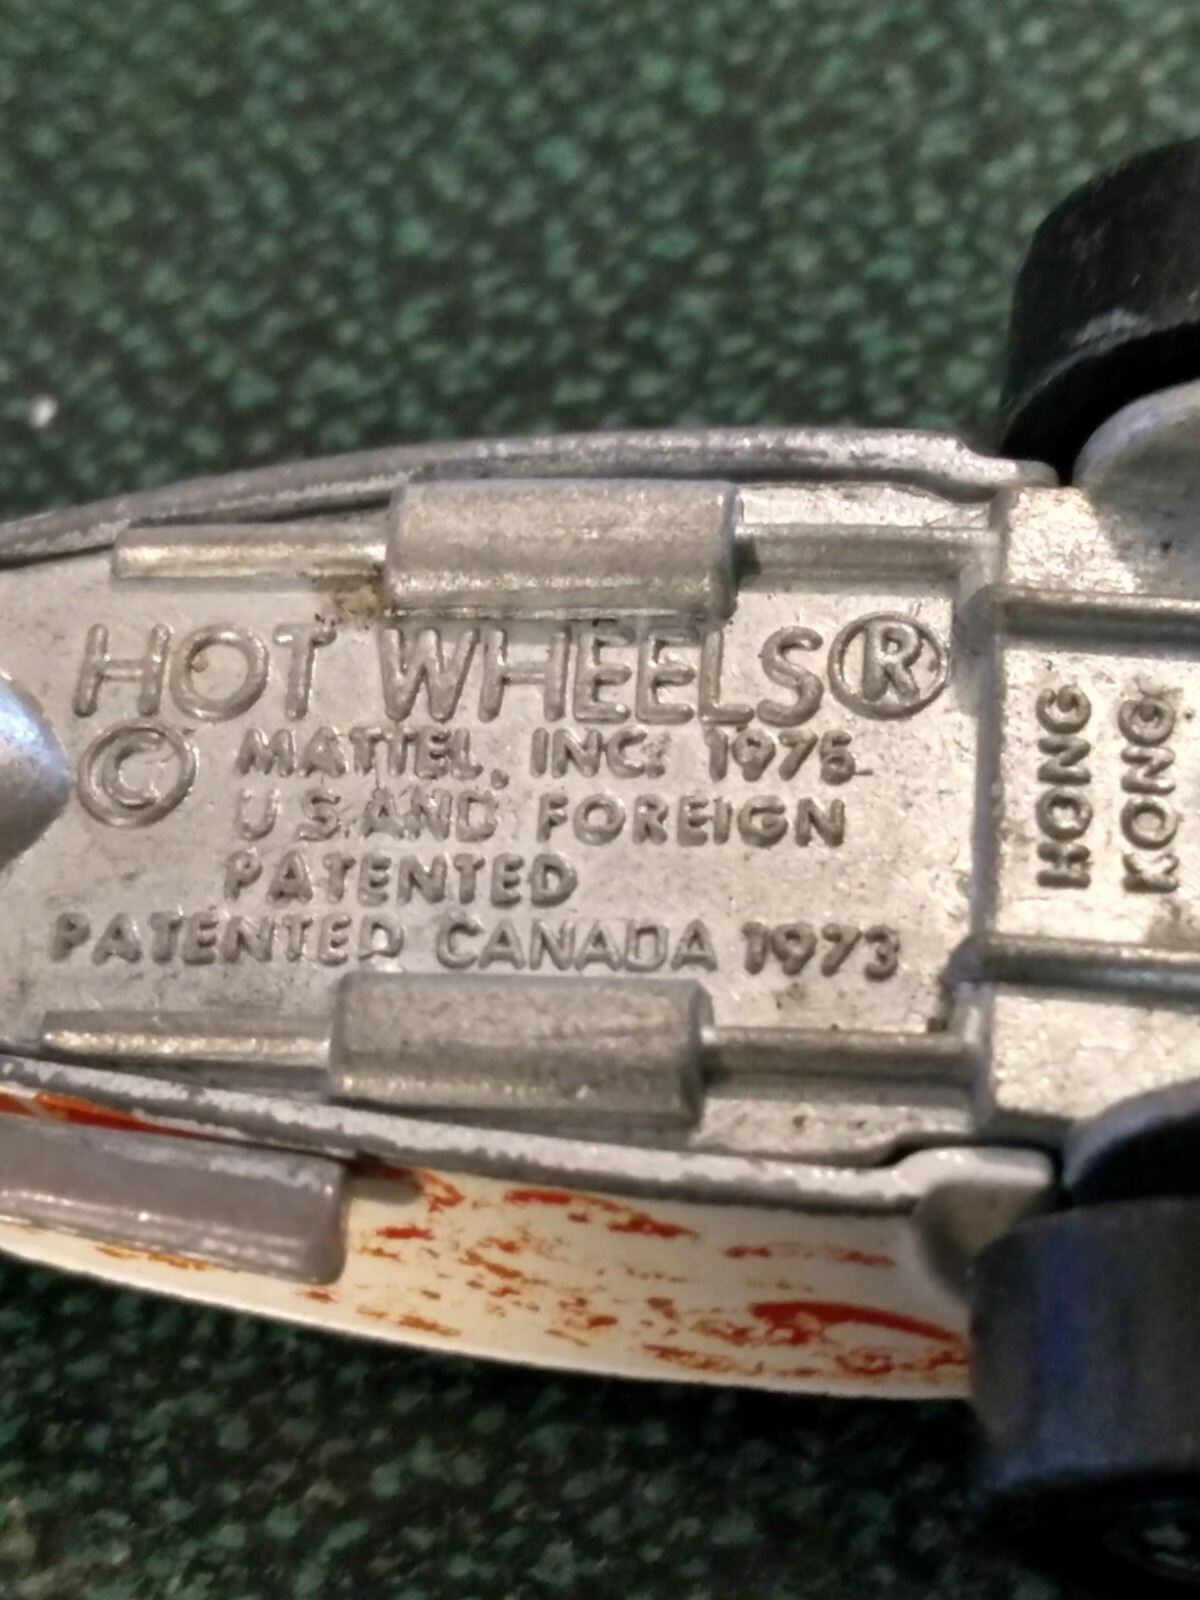 HOT WHEELS®
© MATTEL, INC. 1975
U.S. AND FOREIGN
PATENTED
PATENTED CANADA 1973
HONG
KONG